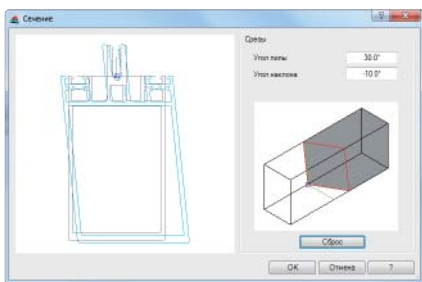 Сечение
Срезы
Угол пилы 30.0°
Угол наклона -10.0°
Сброс
OK Отмена ?